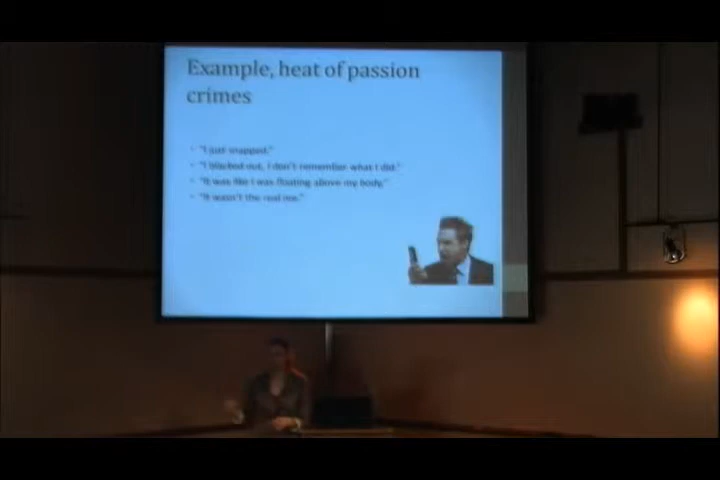 Example, heat of passion
crimes
• "I just snapped."
• "I blacked out, I don't remember what I did."
• "It was like I was floating above my body."
• "It wasn't the real me."